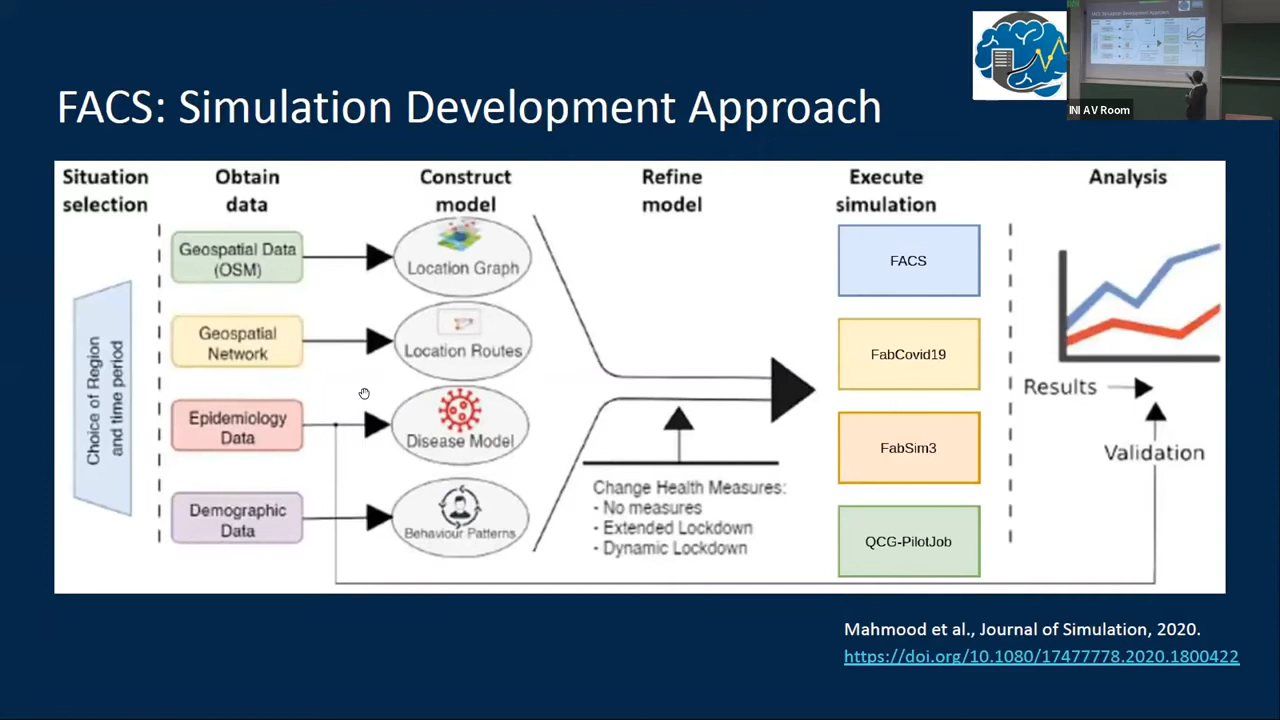 INI AV Room
FACS: Simulation Development Approach
Situation
selection
Obtain
data
Construct
model
Refine
model
Execute
simulation
Analysis
Choice of Region
and time period
Geospatial Data
(OSM)
Geospatial
Network
Epidemiology
Data
Demographic
Data
Location Graph
Location Routes
Disease Model
Behaviour Patterns
Change Health Measures:
- No measures
- Extended Lockdown
- Dynamic Lockdown
FACS
FabCovid19
FabSim3
QCG-PilotJob
Results
Validation
Mahmood et al., Journal of Simulation, 2020.
https://doi.org/10.1080/17477778.2020.1800422